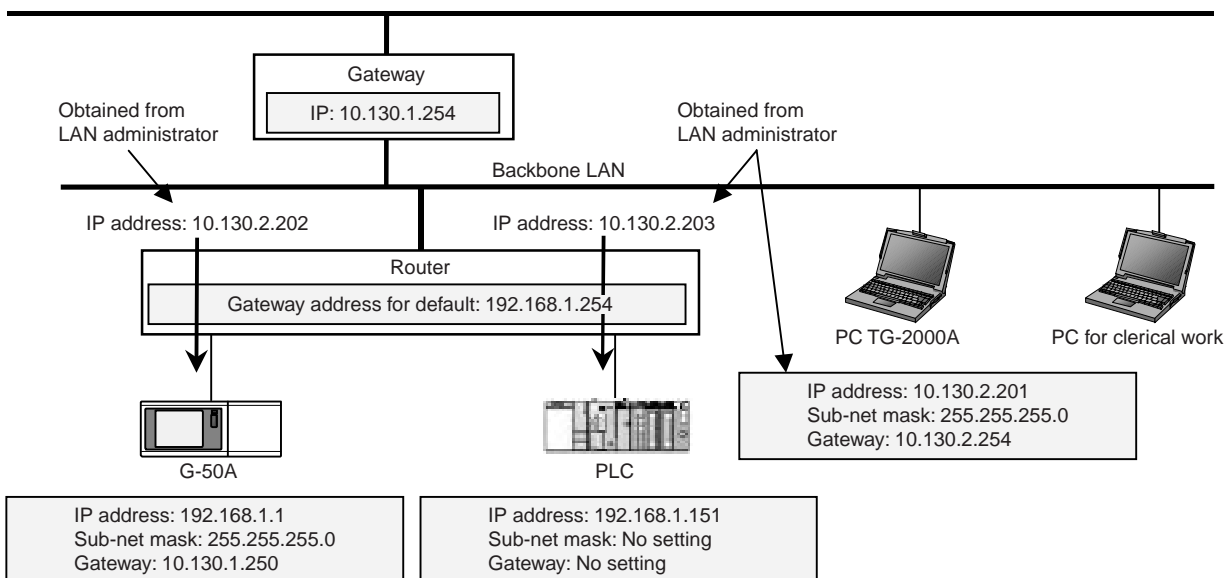 Gateway
IP: 10.130.1.254
Obtained from
LAN administrator
Obtained from
LAN administrator
Backbone LAN
IP address: 10.130.2.202
IP address: 10.130.2.203
Router
Gateway address for default: 192.168.1.254
PC TG-2000A
PC for clerical work
IP address: 10.130.2.201
Sub-net mask: 255.255.255.0
Gateway: 10.130.2.254
G-50A
PLC
IP address: 192.168.1.1
Sub-net mask: 255.255.255.0
Gateway: 10.130.1.250
IP address: 192.168.1.151
Sub-net mask: No setting
Gateway: No setting